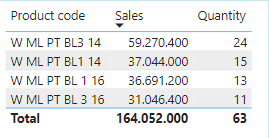 Product code Sales Quantity
W ML PT BL3 14 59.270.400 24
W ML PT BL1 14 37.044.000 15
W ML PT BL 1 16 36.691.200 13
W ML PT BL 3 16 31.046.400 11
Total 164.052.000 63